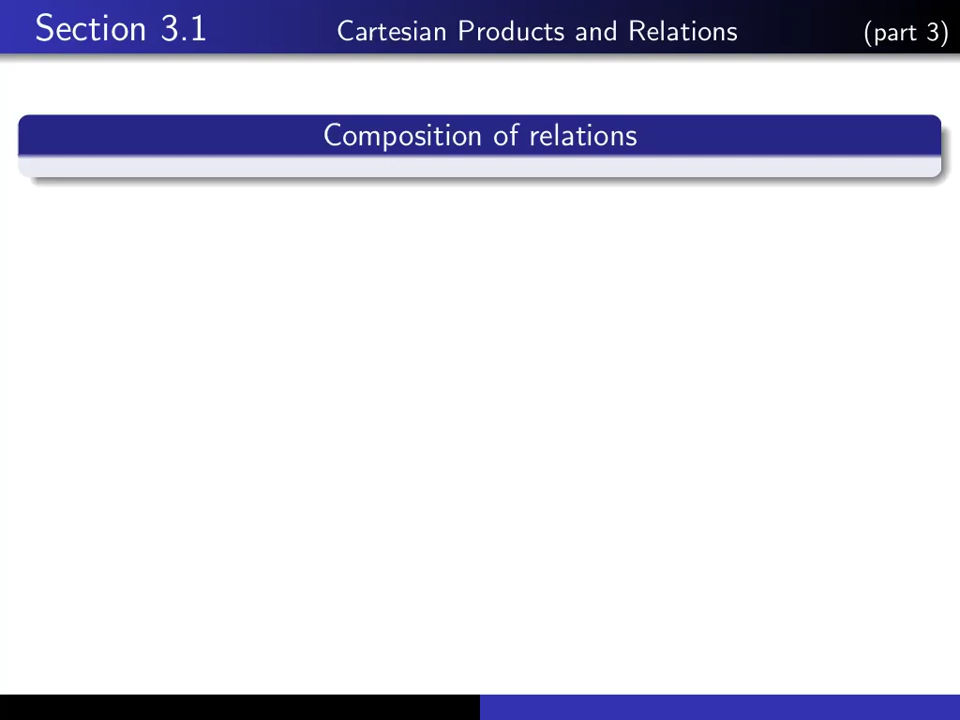 Section 3.1 Cartesian Products and Relations (part 3)
Composition of relations